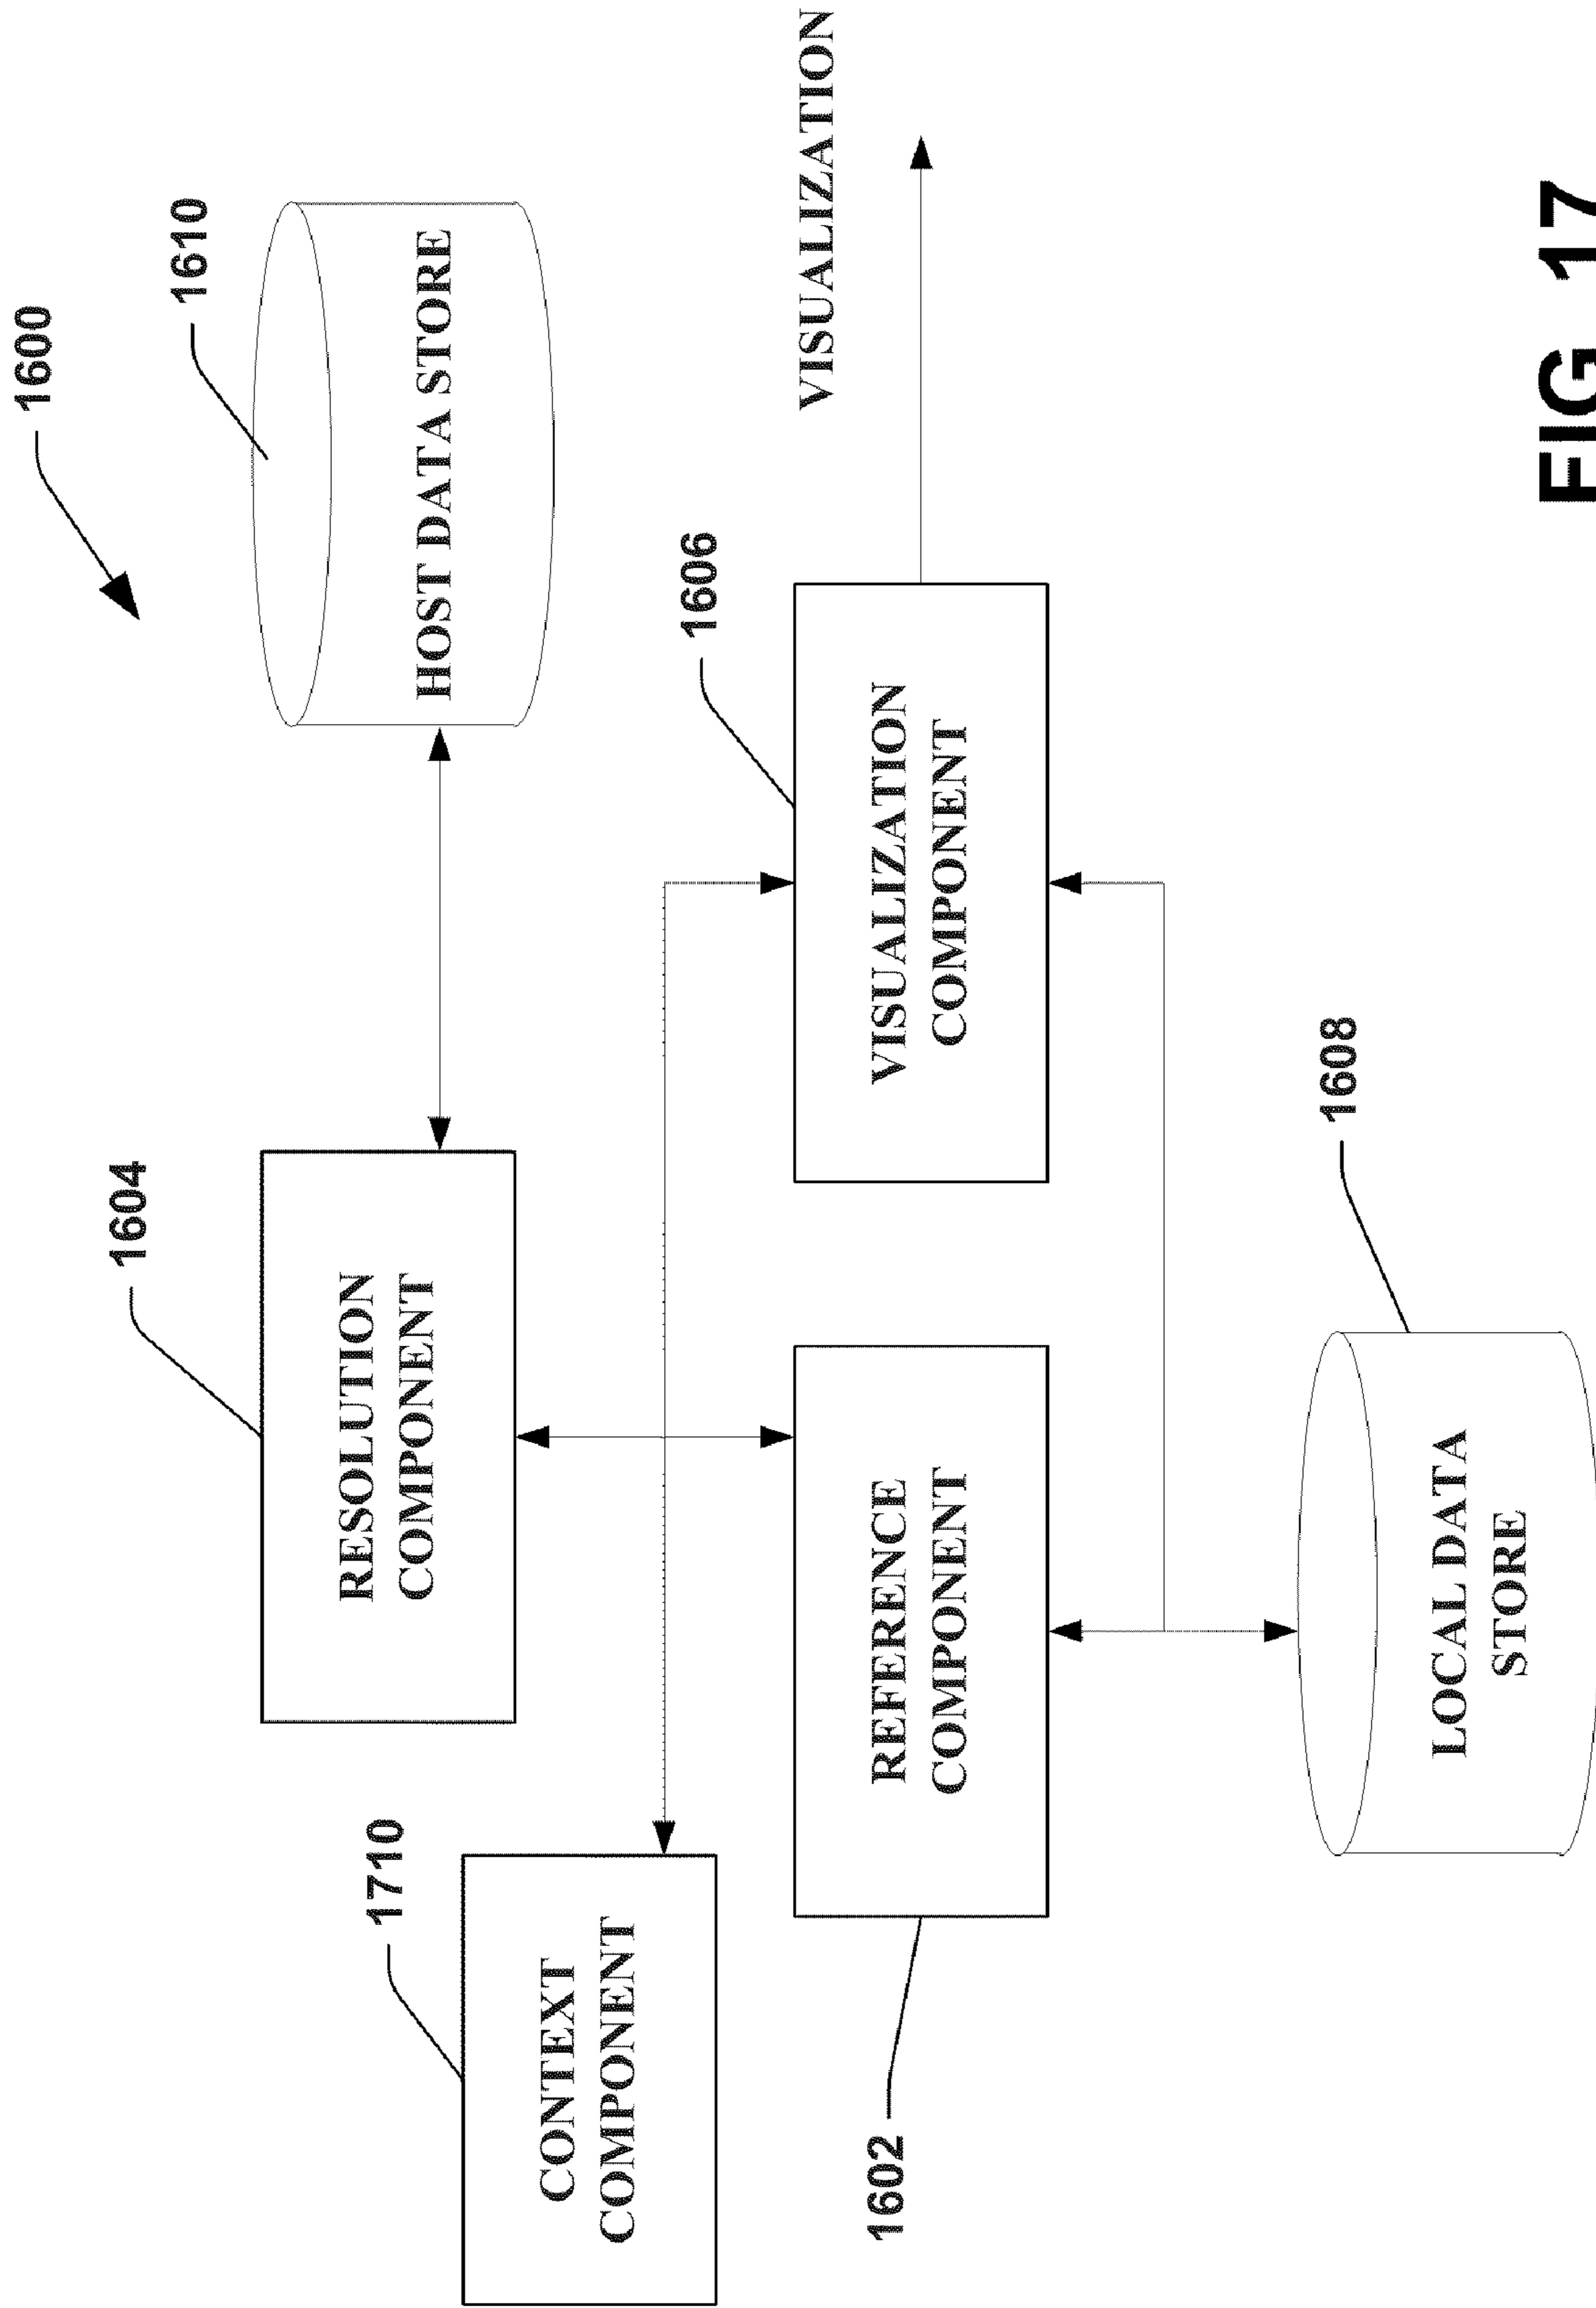 1600
1610
HOST DATA STORE
1604
RESOLUTION
COMPONENT
1710
CONTEXT
COMPONENT
1606
VISUALIZATION
COMPONENT
VISUALIZATION
REFERENCE
COMPONENT
1602
1608
LOCAL DATA
STORE
FIG 17